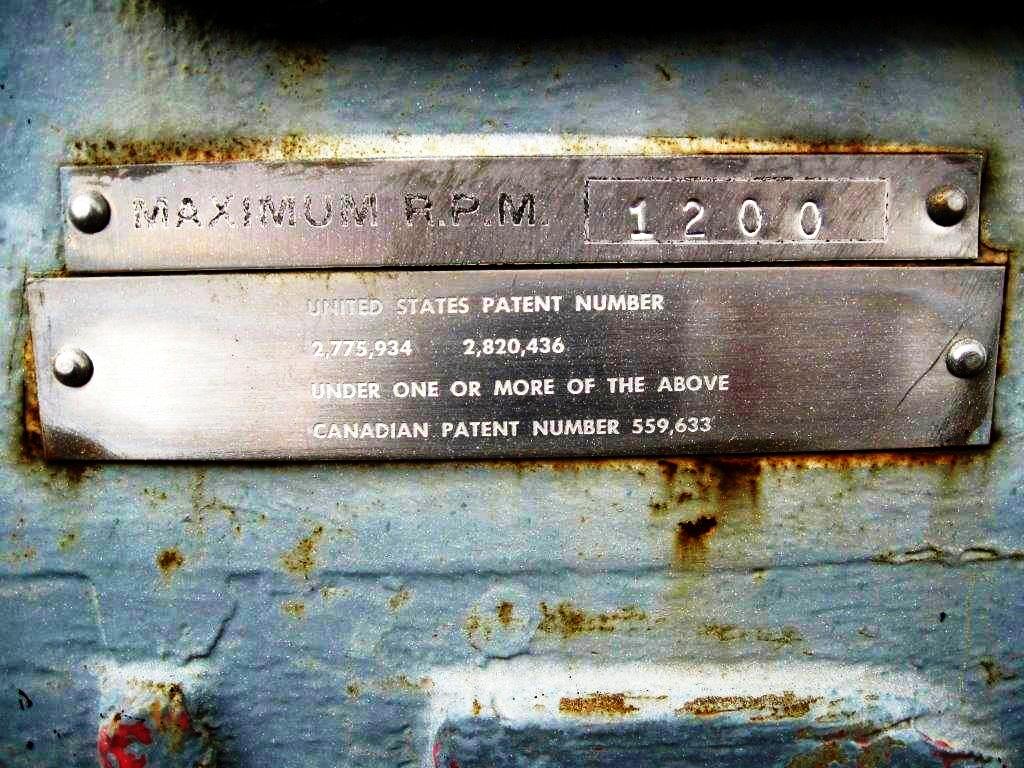 MAXIMUM R.P.M. 1200
UNITED STATES PATENT NUMBER
2,775,934 2,820,436
UNDER ONE OR MORE OF THE ABOVE
CANADIAN PATENT NUMBER 559,633